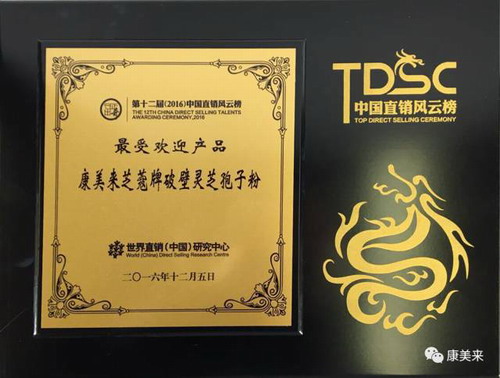 第十二届(2016)中国直销风云榜
THE 12TH CHINA DIRECT SELLING TALENTS
AWARDING CEREMONY,2016
最受欢迎产品
康美来芝蔻牌破壁灵芝孢子粉
世界直销（中国）研究中心
World (China) Direct Selling Research Centre
二〇一六年十二月五日
TDSC
中国直销风云榜
TOP DIRECT SELLING CEREMONY
康美来